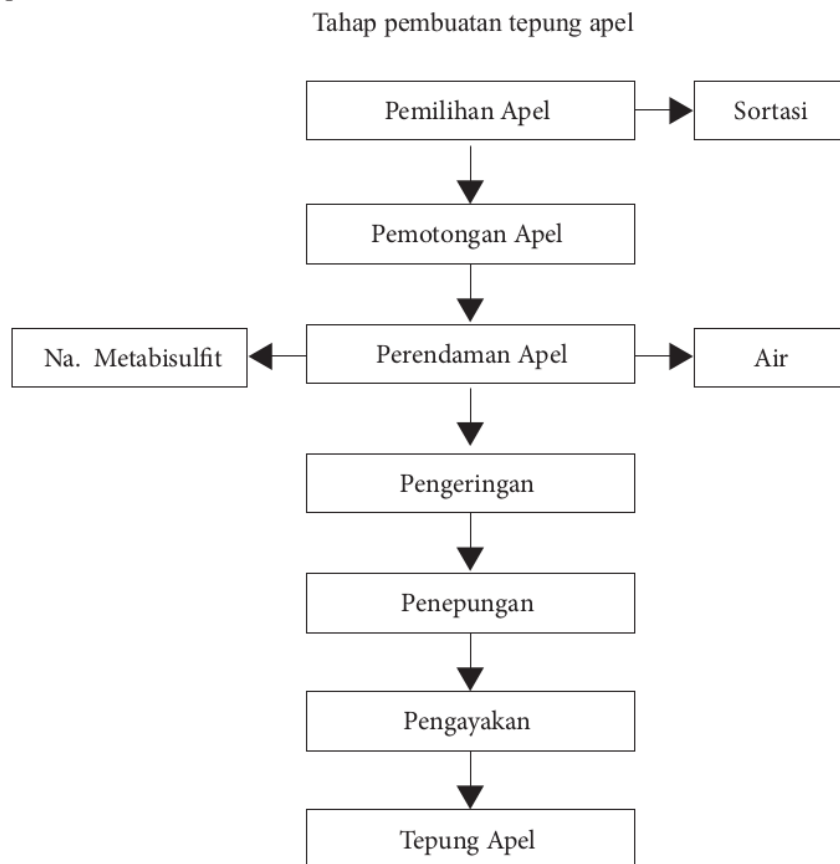 Tahap pembuatan tepung apel
Pemilihan Apel
Sortasi
Pemotongan Apel
Na. Metabisulfit
Perendaman Apel
Air
Pengeringan
Penepungan
Pengayakan
Tepung Apel